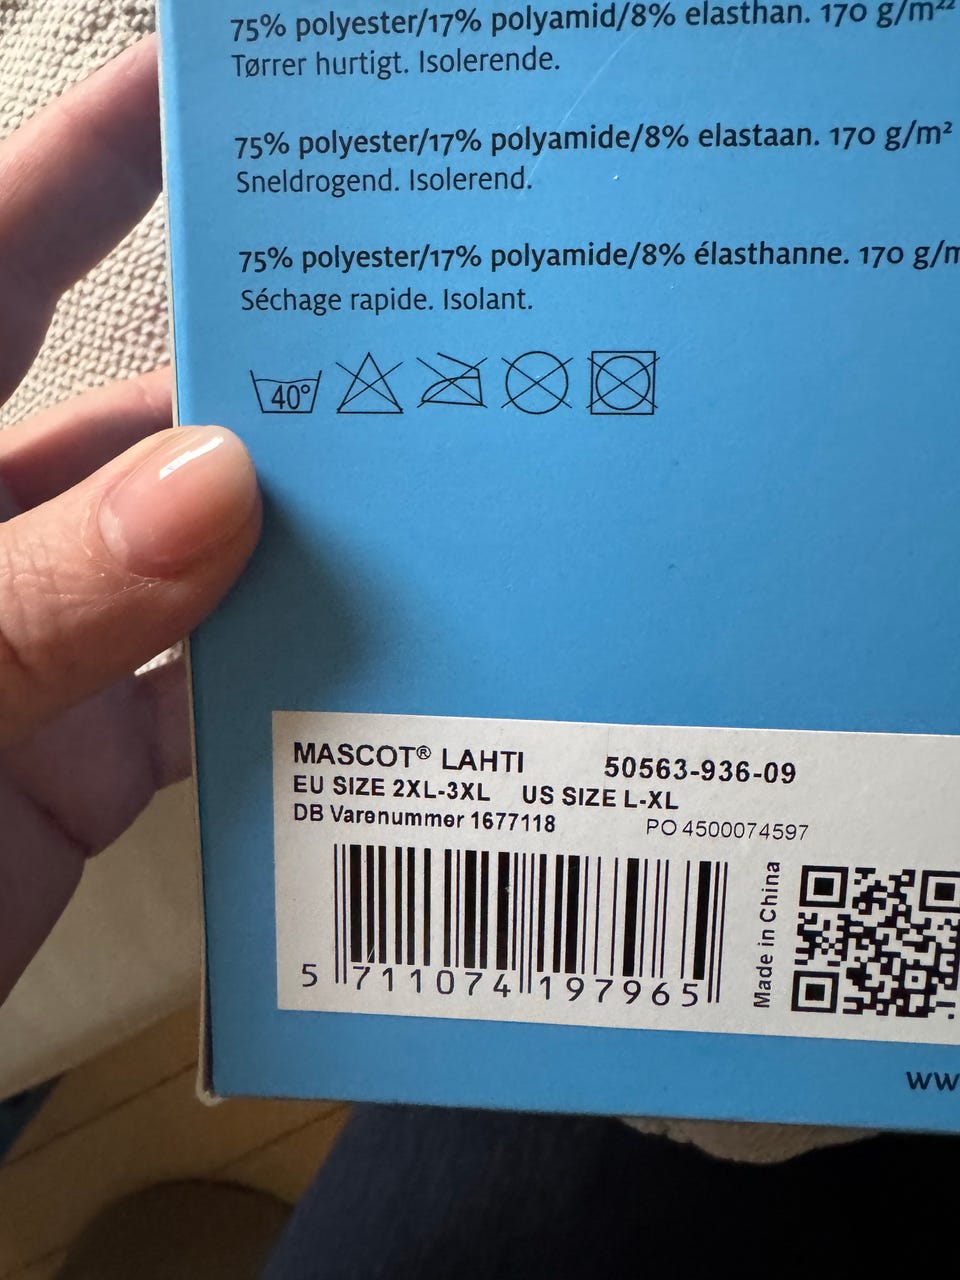 75% polyester/17% polyamid/8% elasthan. 170 g/m²
Tørrer hurtigt. Isolerende.
75% polyester/17% polyamide/8% elastaan. 170 g/m²
Sneldrogend. Isolerend.
75% polyester/17% polyamide/8% élasthanne. 170 g/m
Séchage rapide. Isolant.
40°
MASCOT® LAHTI 50563-936-09
EU SIZE 2XL-3XL US SIZE L-XL
DB Varenummer 1677118 PO 4500074597
Made in China
5 711074 197965
ww